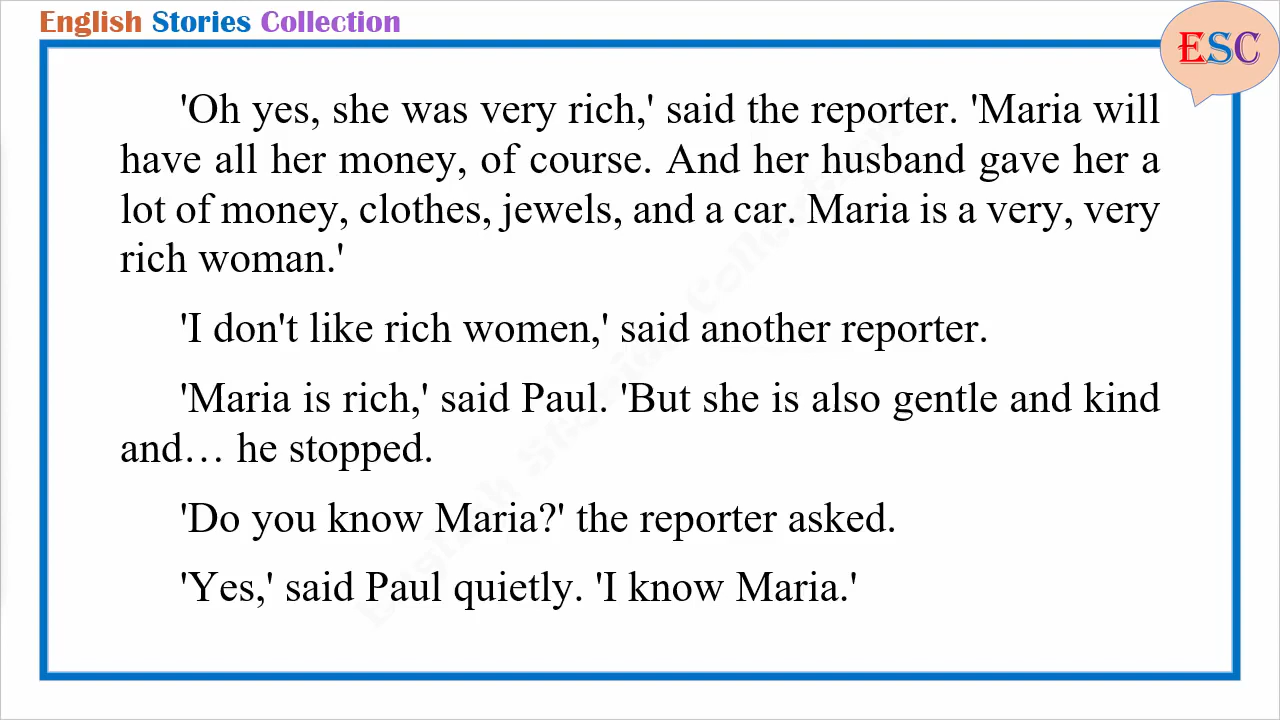 English Stories Collection
ESC
'Oh yes, she was very rich,' said the reporter. 'Maria will
have all her money, of course. And her husband gave her a
lot of money, clothes, jewels, and a car. Maria is a very, very
rich woman.'
'I don't like rich women,' said another reporter.
'Maria is rich,' said Paul. 'But she is also gentle and kind
and… he stopped.
'Do you know Maria?' the reporter asked.
'Yes,' said Paul quietly. 'I know Maria.'
English Stories Collection